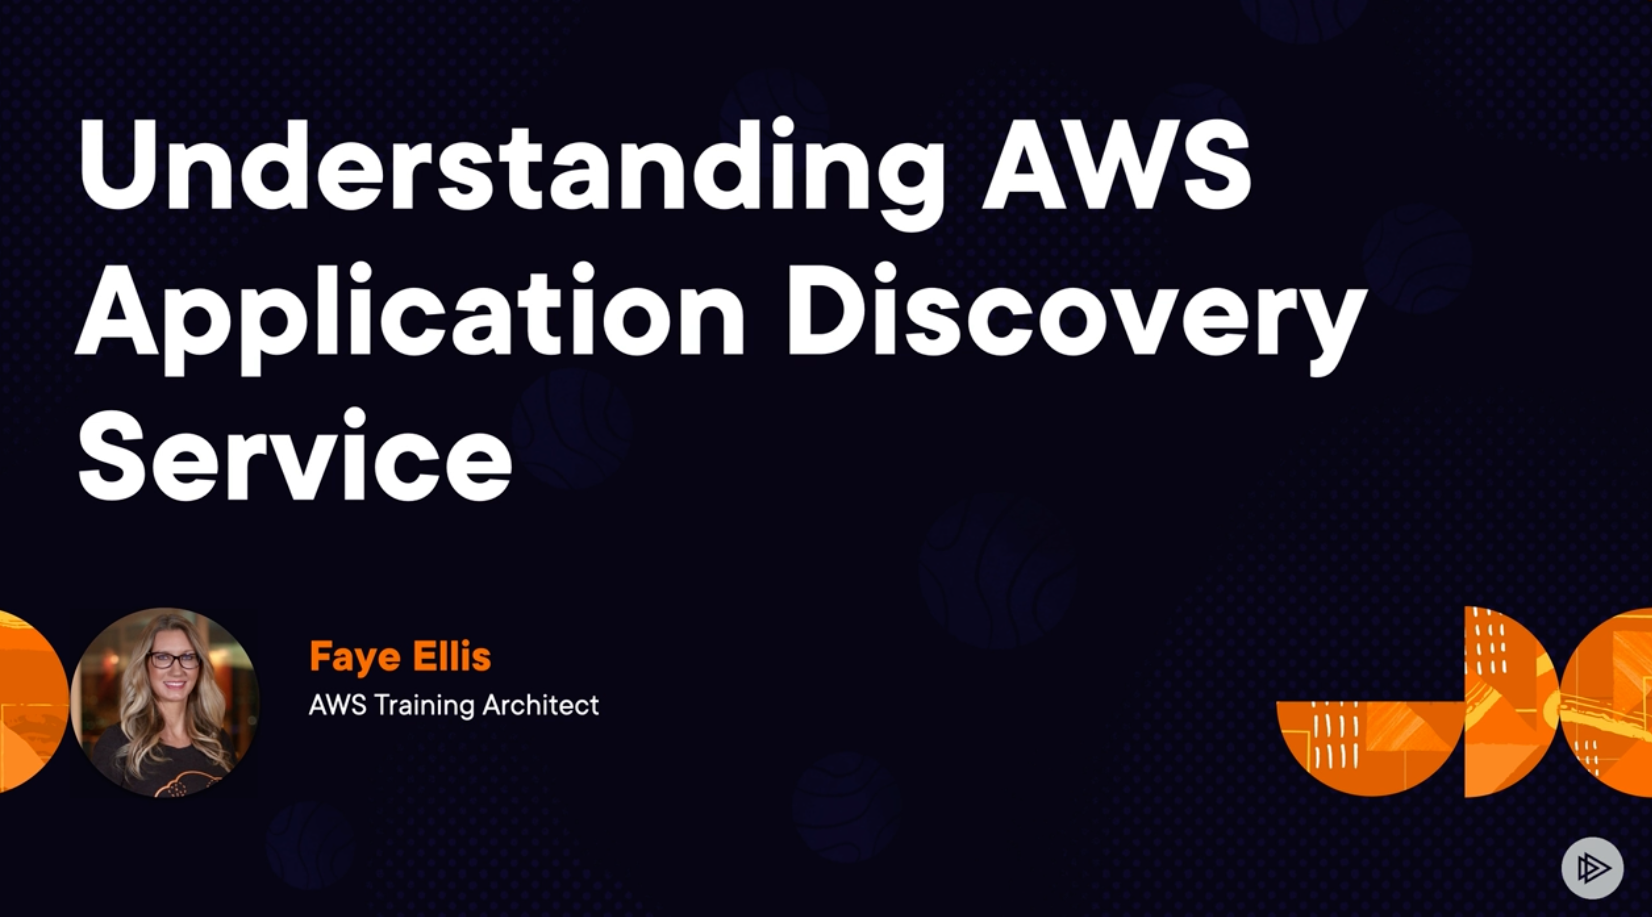 Understanding AWS
Application Discovery
Service
Faye Ellis
AWS Training Architect